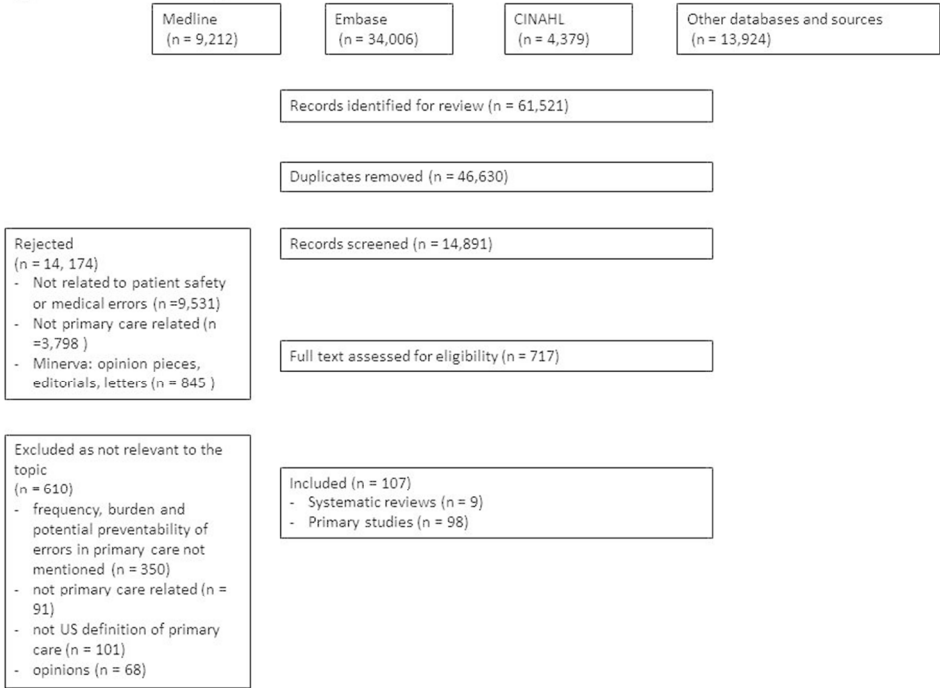 Medline
(n = 9,212)
Embase
(n = 34,006)
CINAHL
(n = 4,379)
Other databases and sources
(n = 13,924)
Records identified for review (n = 61,521)
Duplicates removed (n = 46,630)
Records screened (n = 14,891)
Rejected
(n = 14, 174)
- Not related to patient safety
or medical errors (n =9,531)
- Not primary care related (n
=3,798 )
- Minerva: opinion pieces,
editorials, letters (n = 845 )
Full text assessed for eligibility (n = 717)
Excluded as not relevant to the
topic
(n = 610)
- frequency, burden and
potential preventability of
errors in primary care not
mentioned (n = 350)
- not primary care related (n =
91)
- not US definition of primary
care (n = 101)
- opinions (n = 68)
Included (n = 107)
- Systematic reviews (n = 9)
- Primary studies (n = 98)